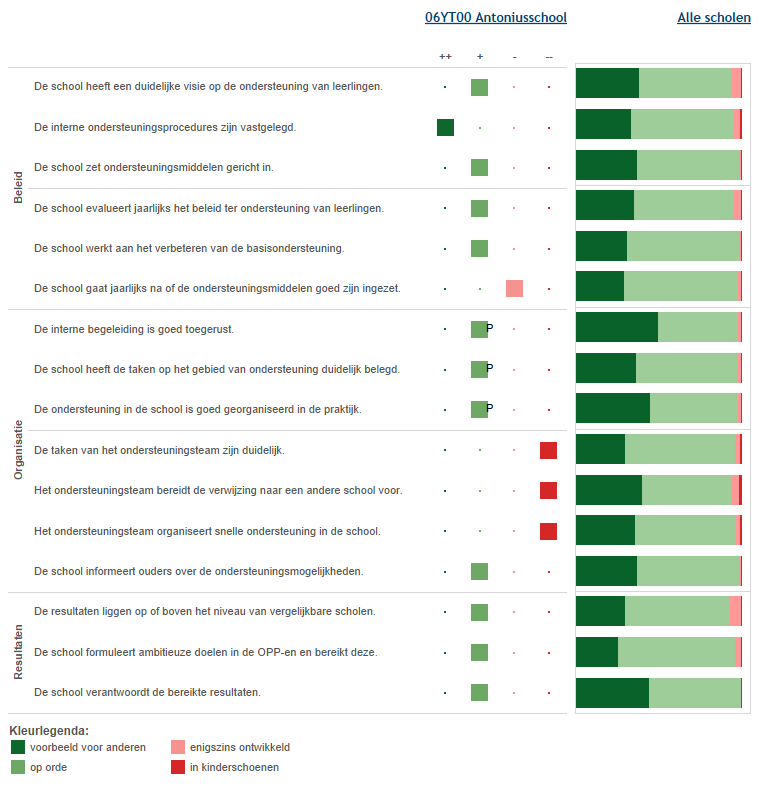 06YT00 Antoniusschool Alle scholen
++ + - --
Beleid
De school heeft een duidelijke visie op de ondersteuning van leerlingen.
De interne ondersteuningsprocedures zijn vastgelegd.
De school zet ondersteuningsmiddelen gericht in.
De school evalueert jaarlijks het beleid ter ondersteuning van leerlingen.
De school werkt aan het verbeteren van de basisondersteuning.
De school gaat jaarlijks na of de ondersteuningsmiddelen goed zijn ingezet.
Organisatie
De interne begeleiding is goed toegerust. P
De school heeft de taken op het gebied van ondersteuning duidelijk belegd. P
De ondersteuning in de school is goed georganiseerd in de praktijk. P
De taken van het ondersteuningsteam zijn duidelijk.
Het ondersteuningsteam bereidt de verwijzing naar een andere school voor.
Het ondersteuningsteam organiseert snelle ondersteuning in de school.
De school informeert ouders over de ondersteuningsmogelijkheden.
Resultaten
De resultaten liggen op of boven het niveau van vergelijkbare scholen.
De school formuleert ambitieuze doelen in de OPP-en en bereikt deze.
De school verantwoordt de bereikte resultaten.
Kleurlegenda:
voorbeeld voor anderen enigszins ontwikkeld
op orde in kinderschoenen